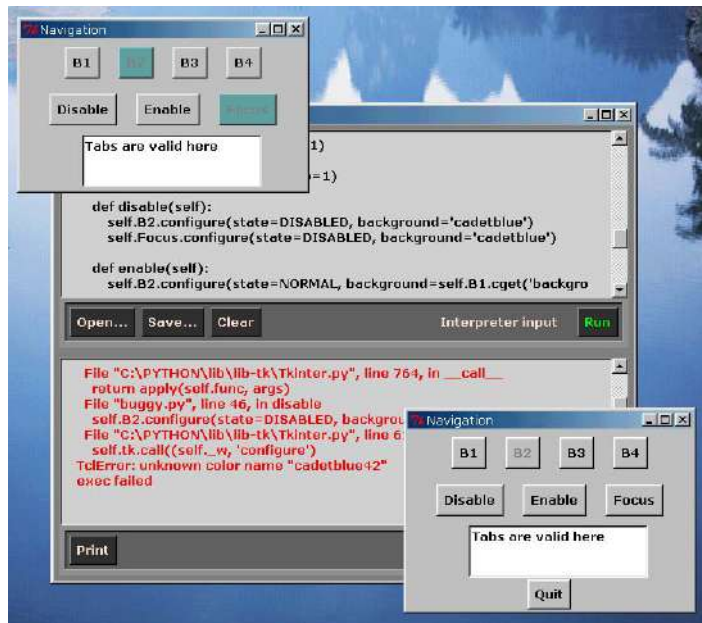 Navigation
B1 B2 B3 B4
Disable Enable Focus
Tabs are valid here
1)
=1)
def disable(self):
self.B2.configure(state=DISABLED, background='cadetblue')
self.Focus.configure(state=DISABLED, background='cadetblue')
def enable(self):
self.B2.configure(state=NORMAL, background=self.B1.cget('backgro
Open... Save... Clear Interpreter input Run
File "C:\PYTHON\lib\lib-tk\Tkinter.py", line 764, in __call__
return apply(self.func, args)
File "buggy.py", line 46, in disable
self.B2.configure(state=DISABLED, backgrou
File "C:\PYTHON\lib\lib-tk\Tkinter.py", line 6
self.tk.call((self._w, 'configure')
TclError: unknown color name "cadetblue42"
exec failed
Print
Navigation
B1 B2 B3 B4
Disable Enable Focus
Tabs are valid here
Quit